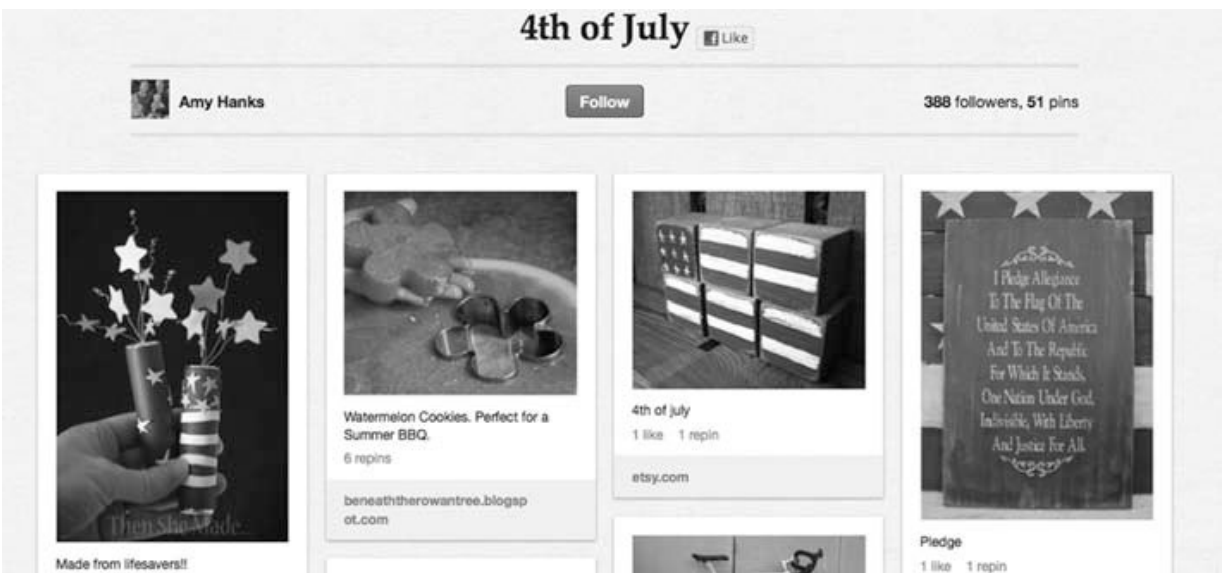 4th of July
Like
Amy Hanks
Follow
388 followers, 51 pins
Then She Made...
Made from lifesavers!!
Watermelon Cookies. Perfect for a
Summer BBQ.
6 repins
beneaththerowantree.blogsp
ot.com
4th of july
1 like 1 repin
etsy.com
I Pledge Allegiance
To The Flag Of The
United States Of America
And To The Republic
For Which It Stands,
One Nation Under God,
Indivisible, With Liberty
And Justice For All.
Pledge
1 like 1 repin